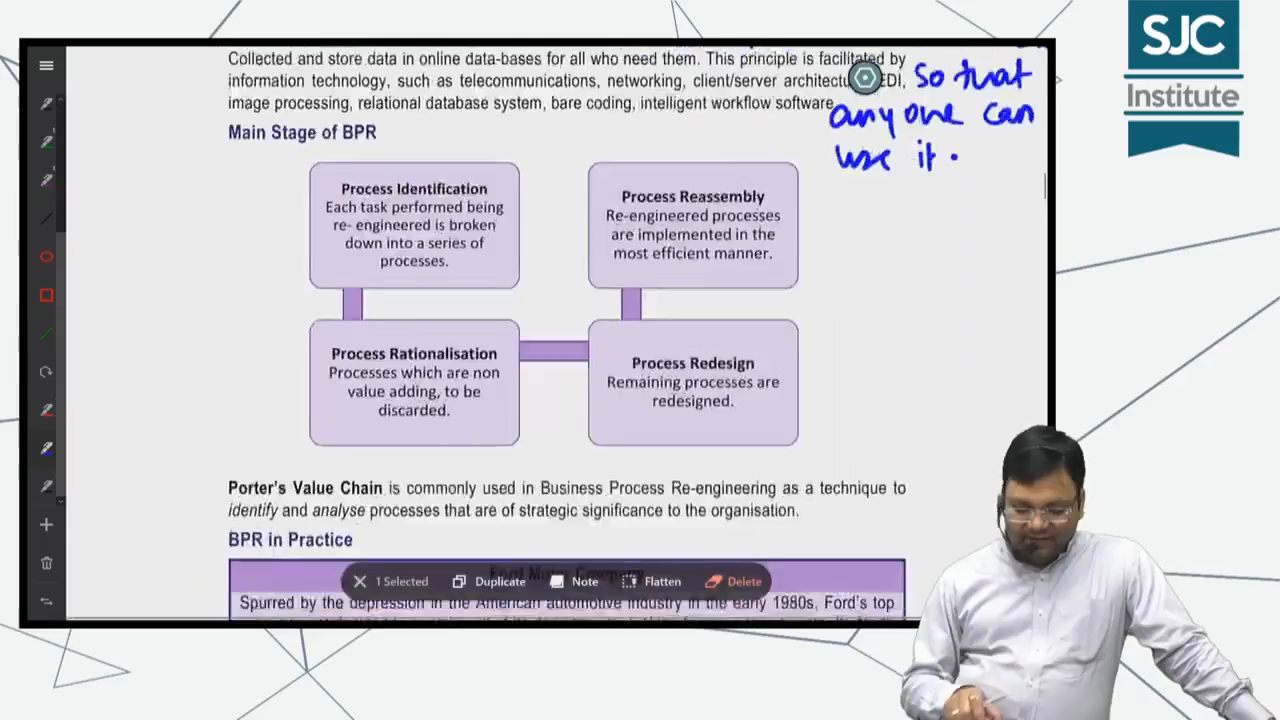 SJC
Institute
Collected and store data in online data-bases for all who need them. This principle is facilitated by
information technology, such as telecommunications, networking, client/server EDI,
image processing, relational database system, bare coding, intelligent workflow software
so that
any one can
use it.
Main Stage of BPR
Process Identification
Each task performed being
re- engineered is broken
down into a series of
processes.
Process Reassembly
Re-engineered processes
are implemented in the
most efficient manner.
Process Rationalisation
Processes which are non
value adding, to be
discarded.
Process Redesign
Remaining processes are
redesigned.
Porter's Value Chain is commonly used in Business Process Re-engineering as a technique to
identify and analyse processes that are of strategic significance to the organisation.
BPR in Practice
1 Selected Duplicate Note Flatten Delete
Spurred by the depression in the American automotive industry in the early 1980s, Ford's top